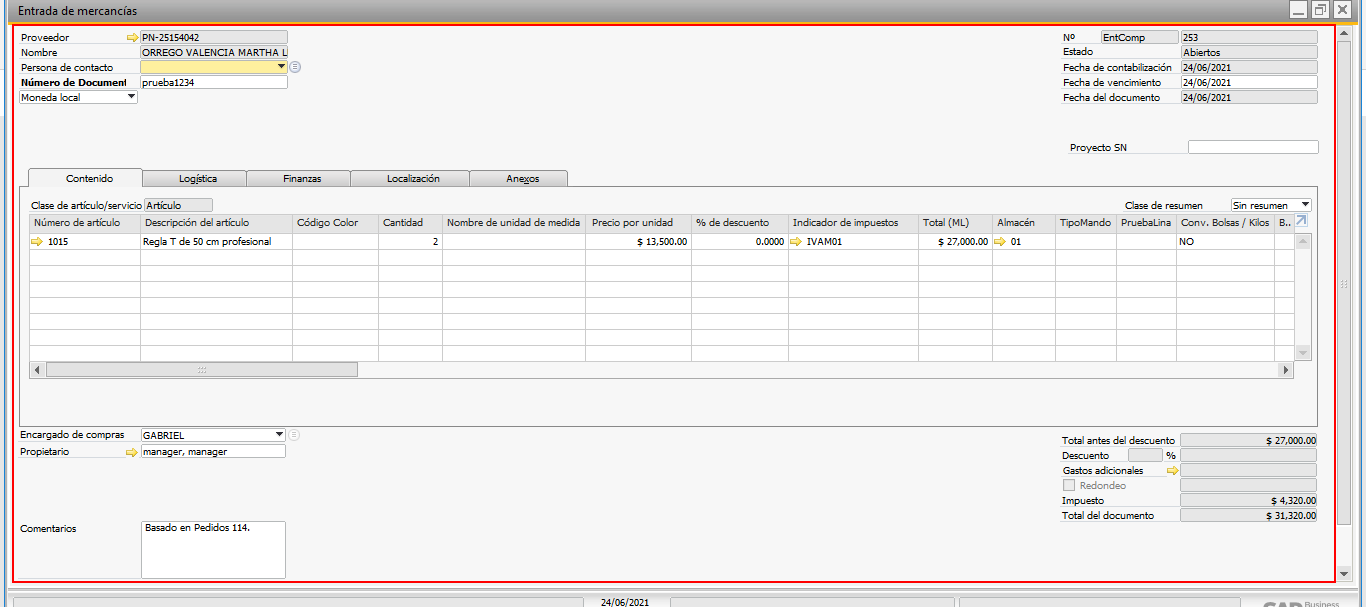 Entrada de mercancías
Proveedor PN-25154042
Nombre ORREGO VALENCIA MARTHA L
Persona de contacto
Número de Document prueba1234
Moneda local
Nº EntComp 253
Estado Abiertos
Fecha de contabilización 24/06/2021
Fecha de vencimiento 24/06/2021
Fecha del documento 24/06/2021
Proyecto SN
Contenido Logística Finanzas Localización Anexos
Clase de artículo/servicio Artículo Clase de resumen Sin resumen
Número de artículo Descripción del artículo Código Color Cantidad Nombre de unidad de medida Precio por unidad % de descuento Indicador de impuestos Total (ML) Almacén TipoMando PruebaLina Conv. Bolsas / Kilos B..
1015 Regla T de 50 cm profesional 2 $ 13,500.00 0.0000 IVAM01 $ 27,000.00 01 NO
Encargado de compras GABRIEL
Propietario manager, manager
Comentarios Basado en Pedidos 114.
Total antes del descuento $ 27,000.00
Descuento %
Gastos adicionales
Redondeo
Impuesto $ 4,320.00
Total del documento $ 31,320.00
24/06/2021
SAP Business